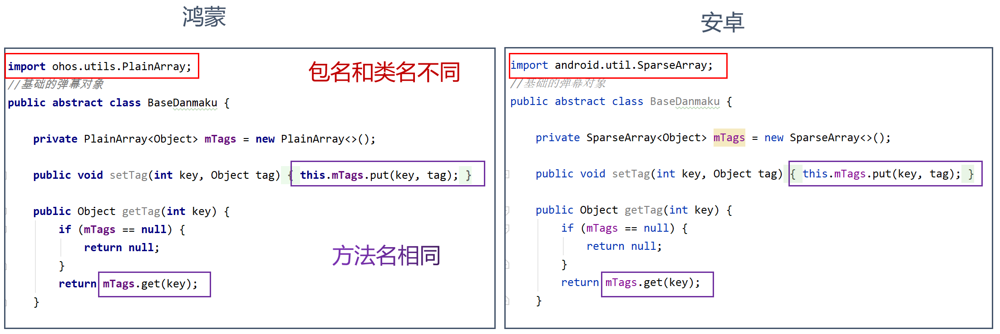 鸿蒙
import ohos.utils.PlainArray;
//基础的弹幕对象
public abstract class BaseDanmaku {
private PlainArray<Object> mTags = new PlainArray<>();
public void setTag(int key, Object tag) { this.mTags.put(key, tag); }
public Object getTag(int key) {
if (mTags == null) {
return null;
}
return mTags.get(key);
}
包名和类名不同
方法名相同
安卓
import android.util.SparseArray;
//基础的弹幕对象
public abstract class BaseDanmaku {
private SparseArray<Object> mTags = new SparseArray<>();
public void setTag(int key, Object tag) { this.mTags.put(key, tag); }
public Object getTag(int key) {
if (mTags == null) {
return null;
}
return mTags.get(key);
}